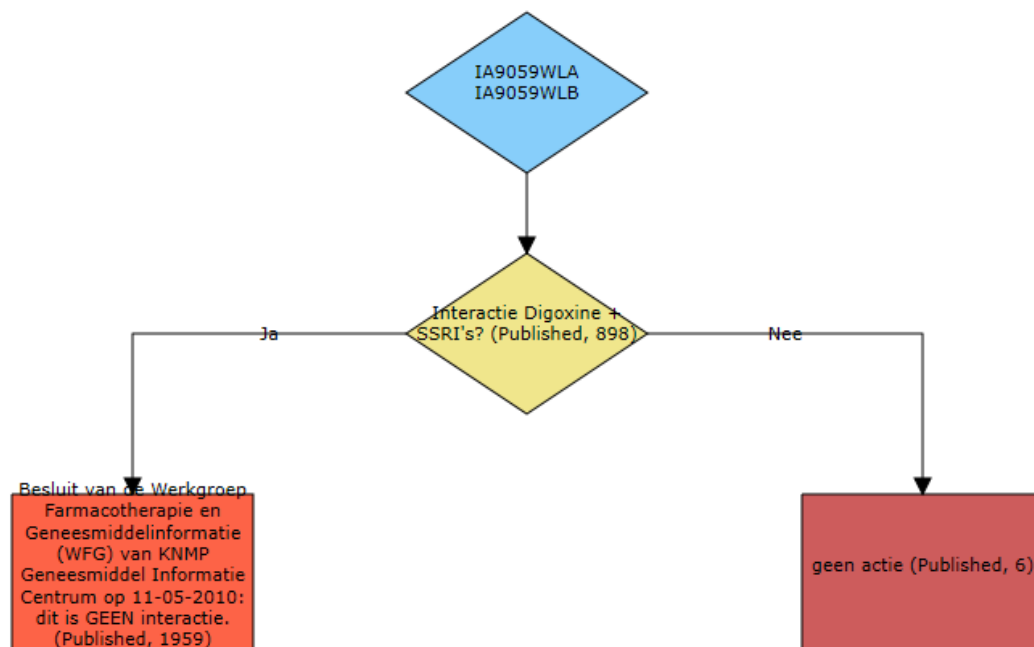 IA9059WLA
IA9059WLB
Interactie Digoxine +
SSRI's? (Published, 898)
Ja
Nee
Besluit van de Werkgroep
Farmacotherapie en
Geneesmiddelinformatie
(WFG) van KNMP
Geneesmiddel Informatie
Centrum op 11-05-2010:
dit is GEEN interactie.
(Published, 1959)
geen actie (Published, 6)